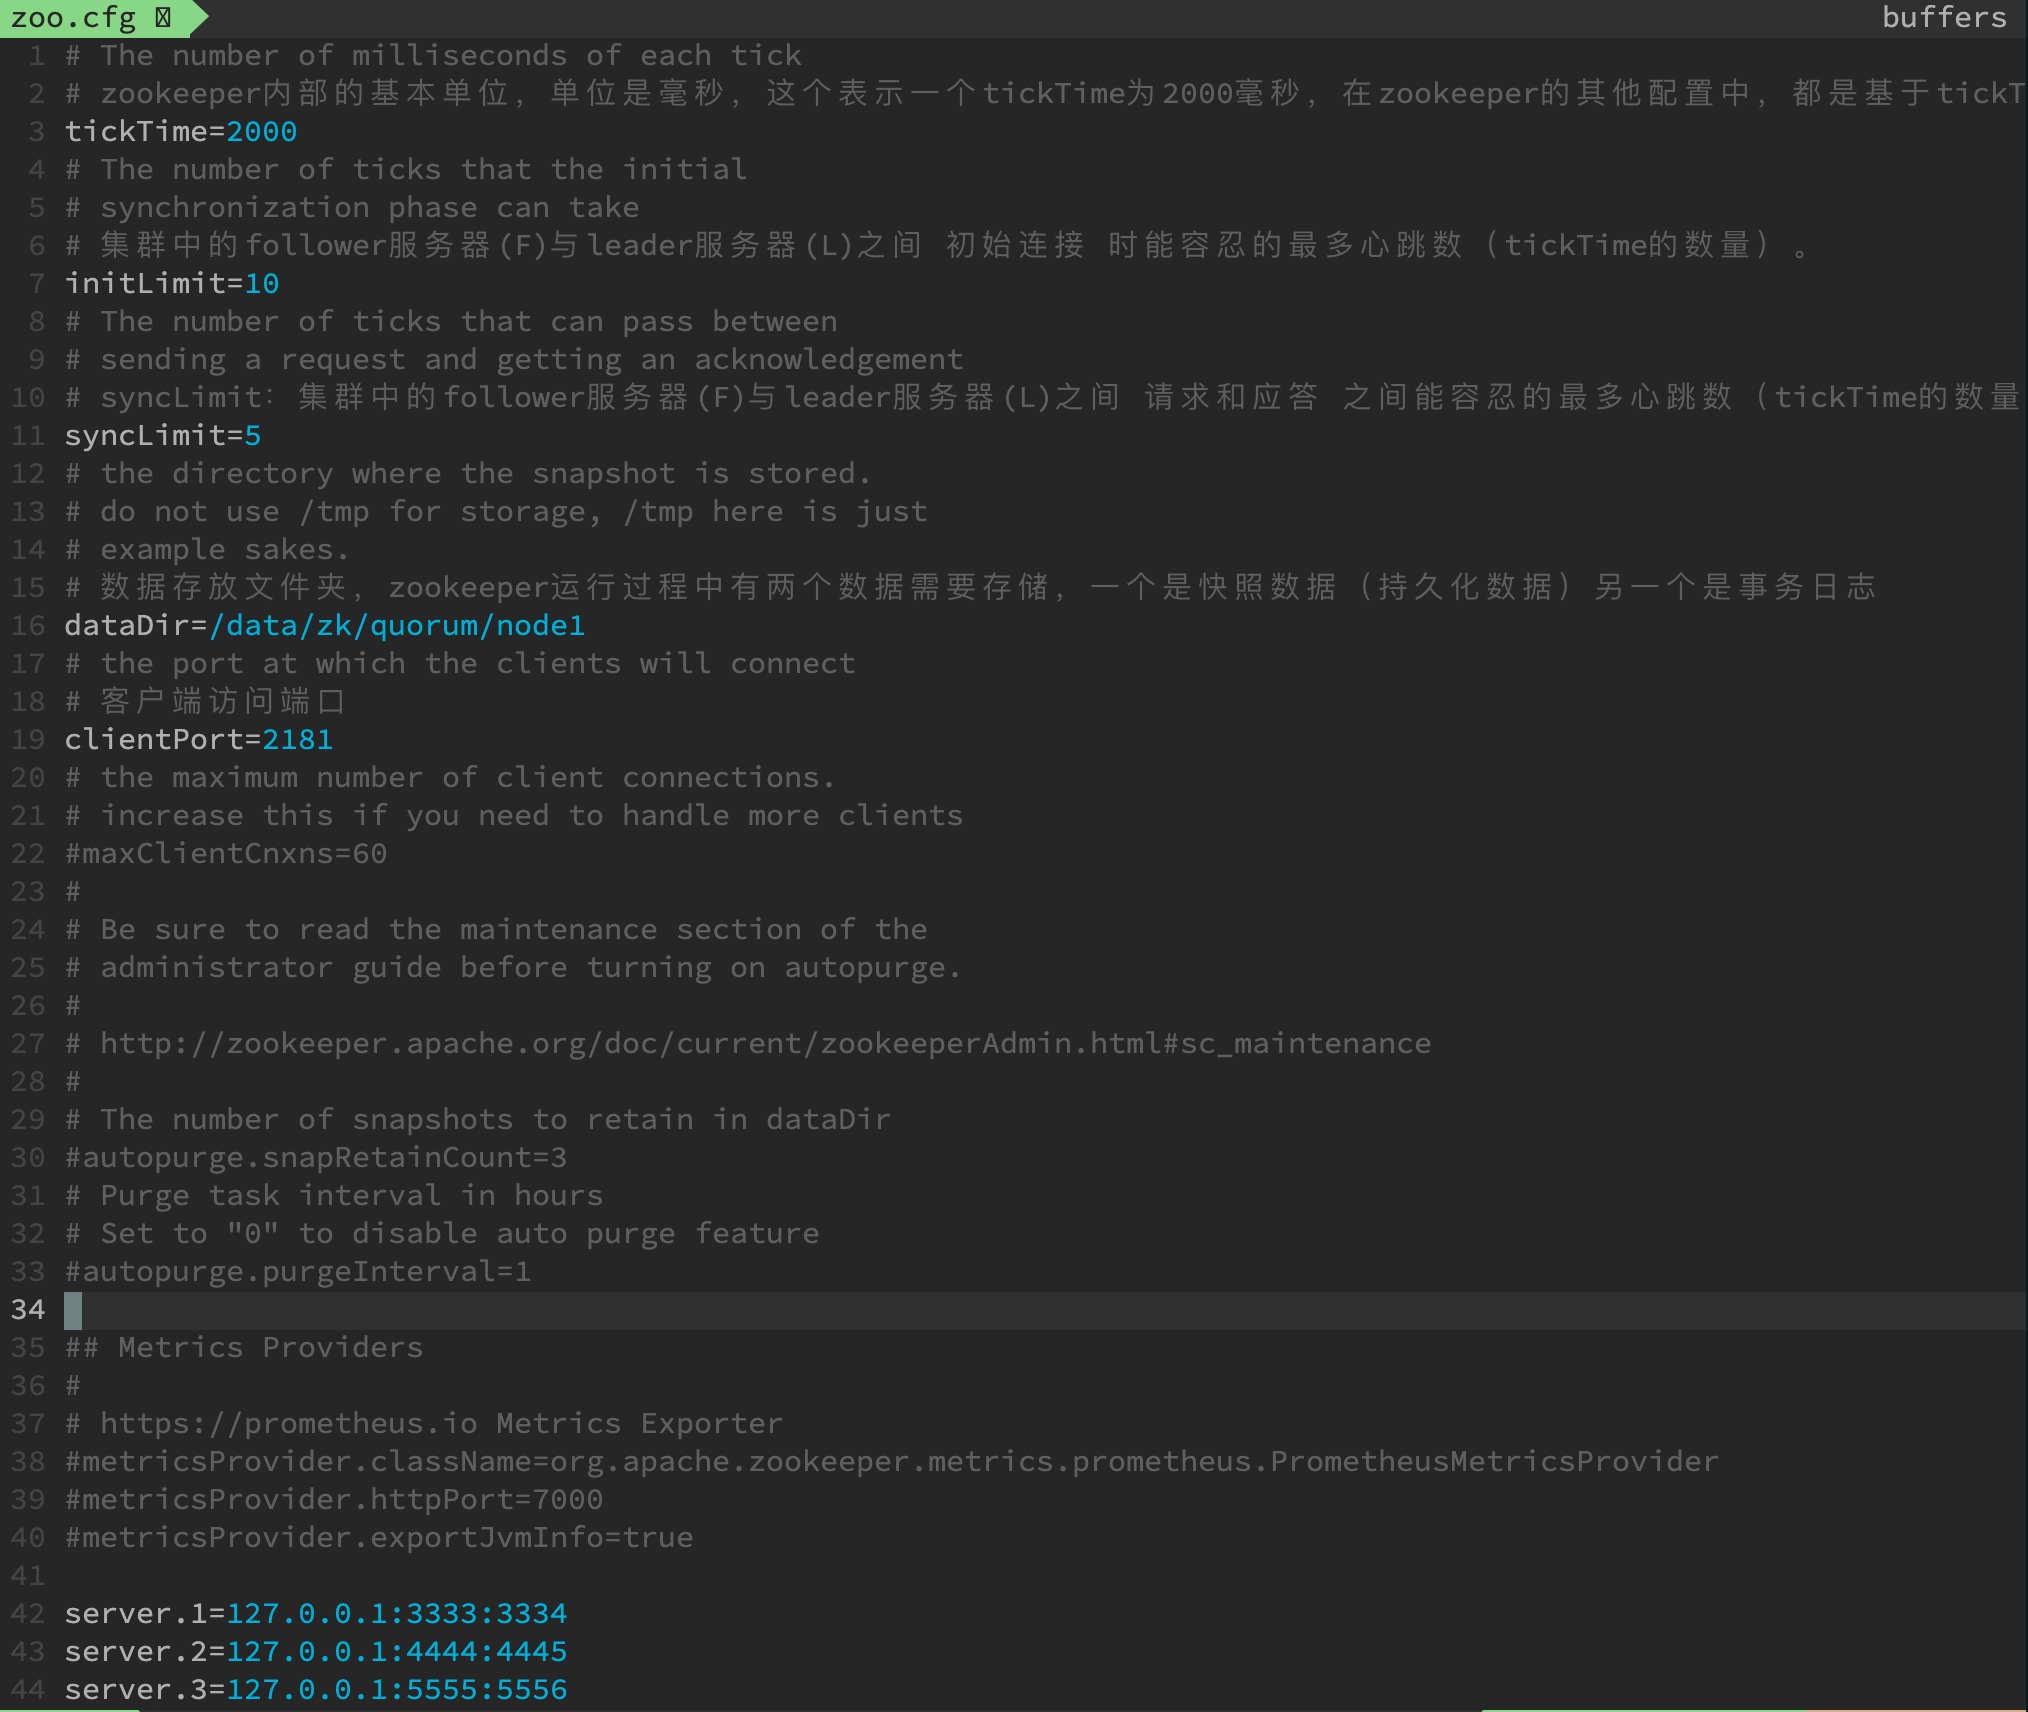 zoo.cfg
buffers
1 # The number of milliseconds of each tick
2 # zookeeper内部的基本单位，单位是毫秒，这个表示一个tickTime为2000毫秒，在zookeeper的其他配置中，都是基于tickT
3 tickTime=2000
4 # The number of ticks that the initial
5 # synchronization phase can take
6 # 集群中的follower服务器(F)与leader服务器(L)之间 初始连接 时能容忍的最多心跳数（tickTime的数量）。
7 initLimit=10
8 # The number of ticks that can pass between
9 # sending a request and getting an acknowledgement
10 # syncLimit：集群中的follower服务器(F)与leader服务器(L)之间 请求和应答 之间能容忍的最多心跳数（tickTime的数量
11 syncLimit=5
12 # the directory where the snapshot is stored.
13 # do not use /tmp for storage, /tmp here is just
14 # example sakes.
15 # 数据存放文件夹，zookeeper运行过程中有两个数据需要存储，一个是快照数据（持久化数据）另一个是事务日志
16 dataDir=/data/zk/quorum/node1
17 # the port at which the clients will connect
18 # 客户端访问端口
19 clientPort=2181
20 # the maximum number of client connections.
21 # increase this if you need to handle more clients
22 #maxClientCnxns=60
23 #
24 # Be sure to read the maintenance section of the
25 # administrator guide before turning on autopurge.
26 #
27 # http://zookeeper.apache.org/doc/current/zookeeperAdmin.html#sc_maintenance
28 #
29 # The number of snapshots to retain in dataDir
30 #autopurge.snapRetainCount=3
31 # Purge task interval in hours
32 # Set to "0" to disable auto purge feature
33 #autopurge.purgeInterval=1
34
35 ## Metrics Providers
36 #
37 # https://prometheus.io Metrics Exporter
38 #metricsProvider.className=org.apache.zookeeper.metrics.prometheus.PrometheusMetricsProvider
39 #metricsProvider.httpPort=7000
40 #metricsProvider.exportJvmInfo=true
41
42 server.1=127.0.0.1:3333:3334
43 server.2=127.0.0.1:4444:4445
44 server.3=127.0.0.1:5555:5556